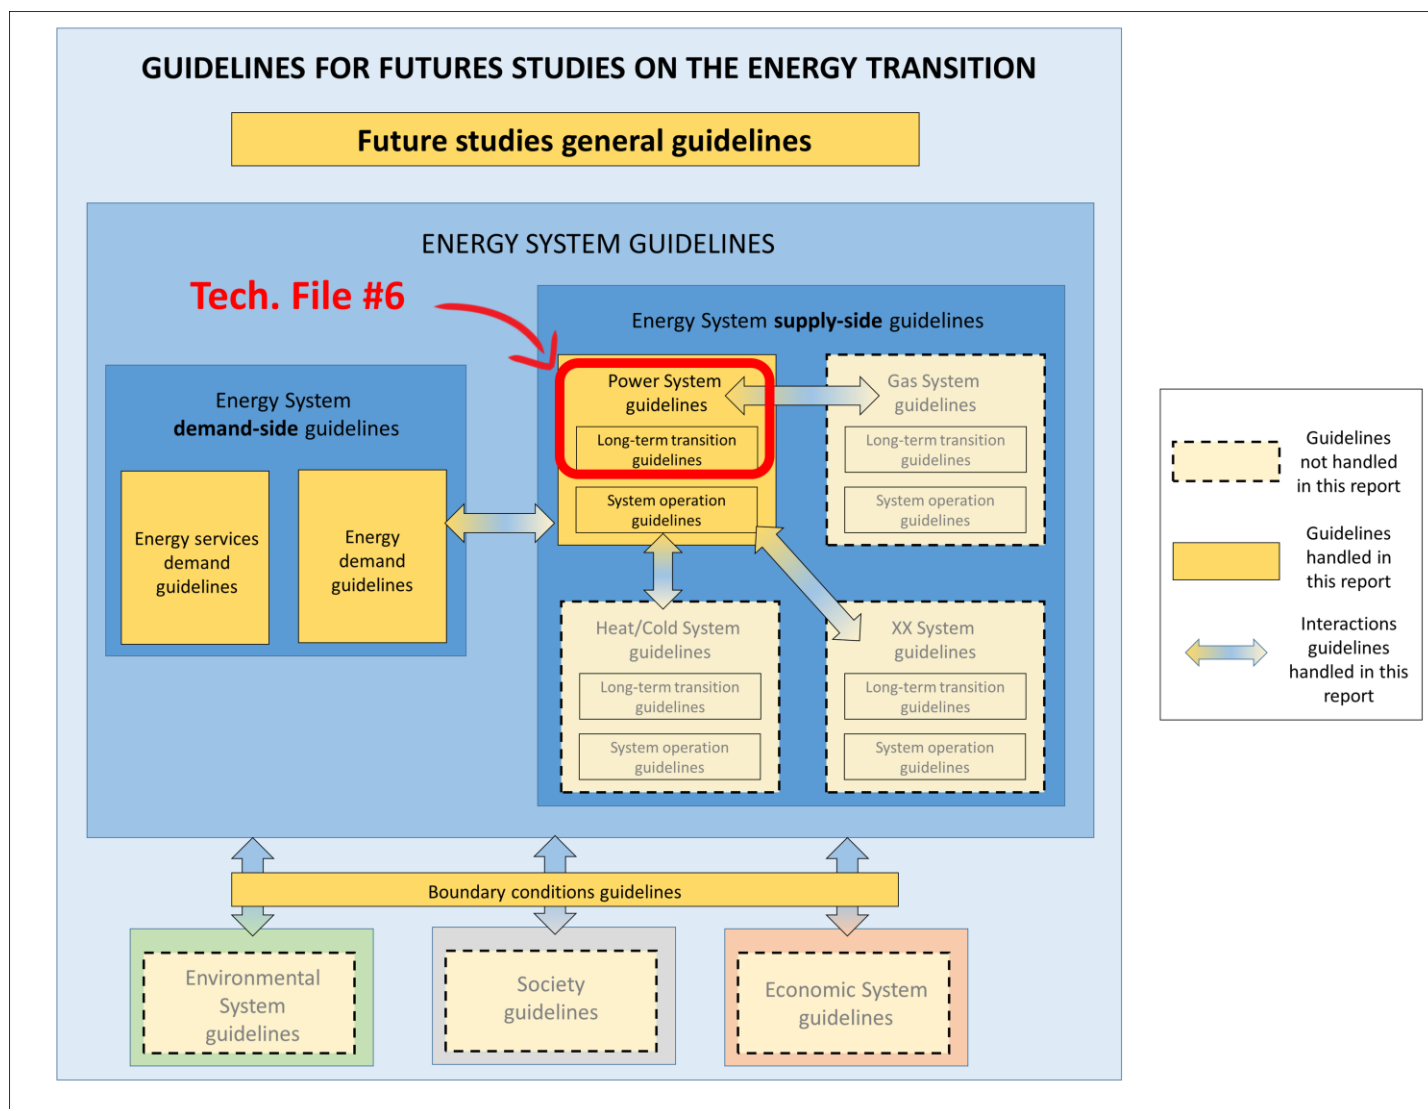 GUIDELINES FOR FUTURES STUDIES ON THE ENERGY TRANSITION
Future studies general guidelines
ENERGY SYSTEM GUIDELINES
Tech. File #6
Energy System supply-side guidelines
Energy System
demand-side guidelines
Energy services
demand
guidelines
Energy
demand
guidelines
Power System
guidelines
Long-term transition
guidelines
System operation
guidelines
Gas System
guidelines
Long-term transition
guidelines
System operation
guidelines
Heat/Cold System
guidelines
Long-term transition
guidelines
System operation
guidelines
XX System
guidelines
Long-term transition
guidelines
System operation
guidelines
Boundary conditions guidelines
Environmental
System
guidelines
Society
guidelines
Economic System
guidelines
Guidelines
not handled
in this report
Guidelines
handled in
this report
Interactions
guidelines
handled in this
report